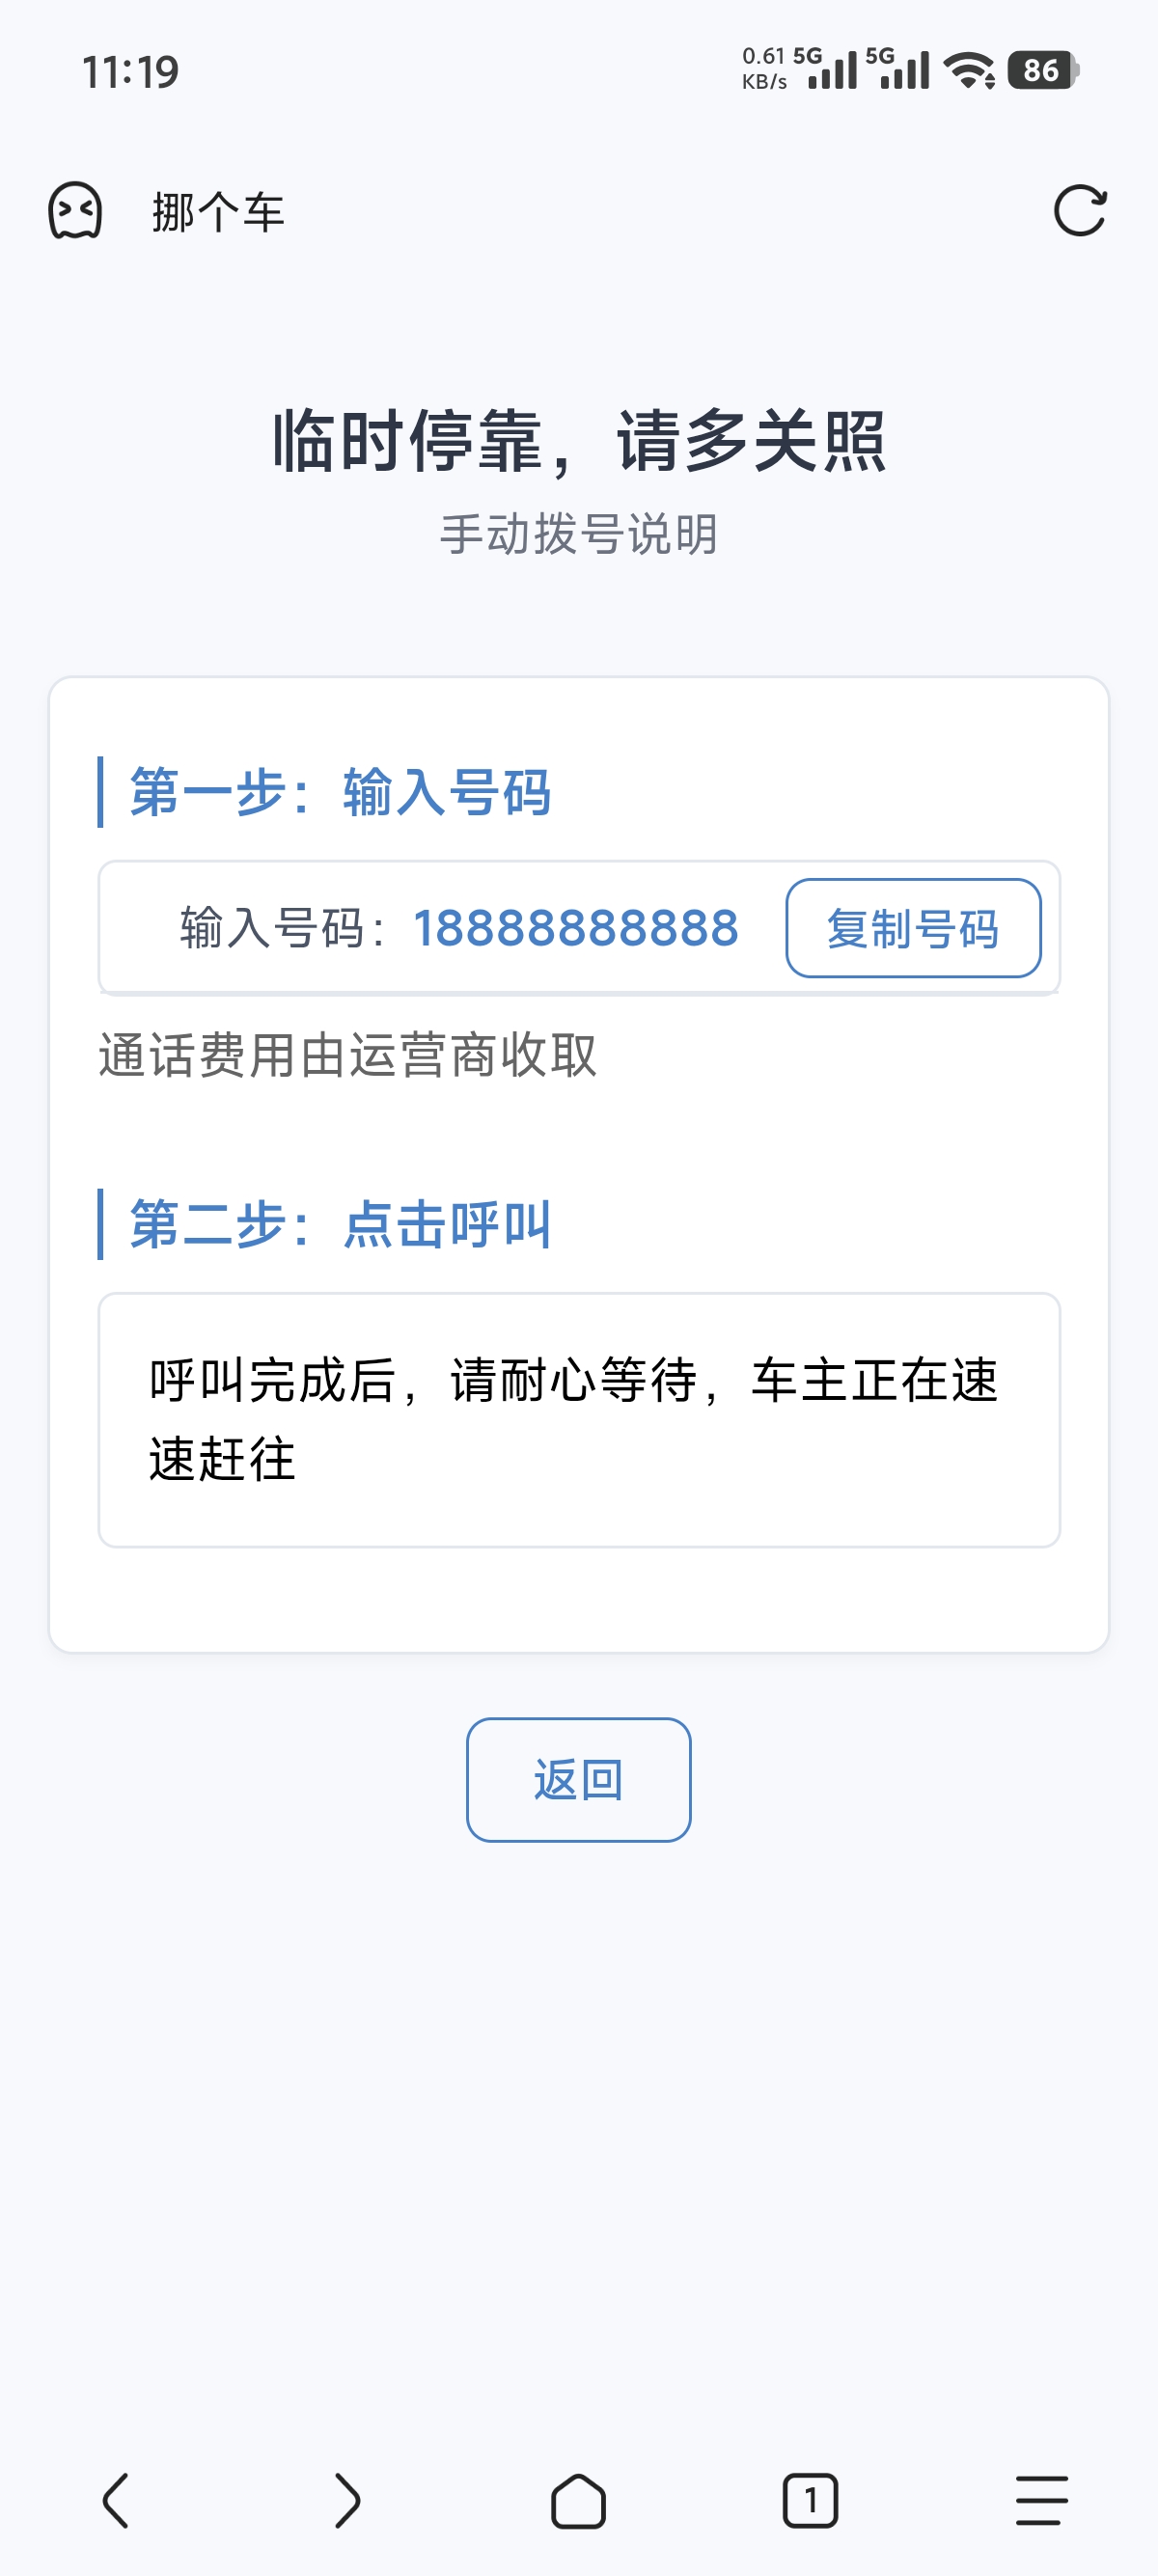 11:19
0.61 KB/s 5G 5G 86
挪个车
临时停靠，请多关照
手动拨号说明
第一步：输入号码
输入号码：18888888888 复制号码
通话费用由运营商收取
第二步：点击呼叫
呼叫完成后，请耐心等待，车主正在速
速赶往
返回
1